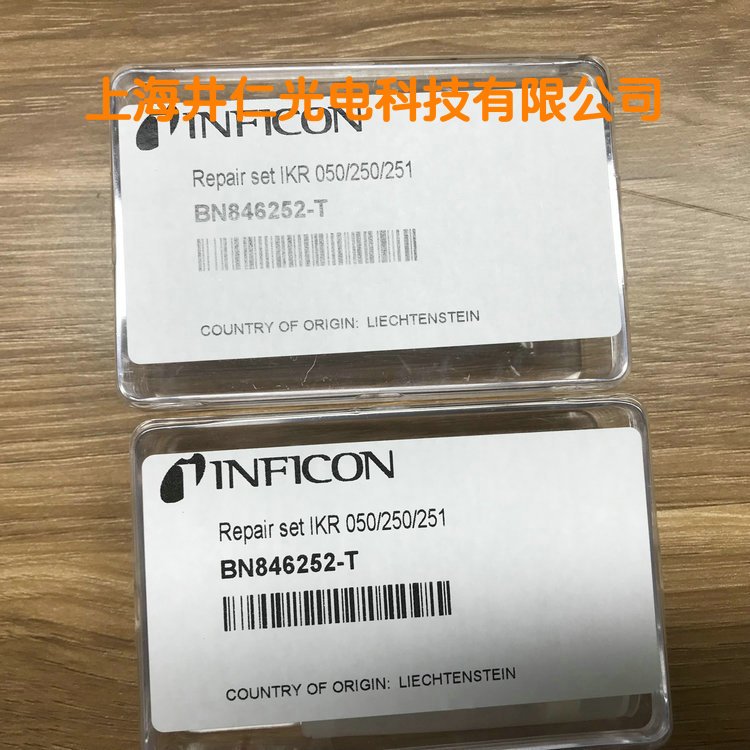 上海井仁光电科技有限公司
INFICON
Repair set IKR 050/250/251
BN846252-T
COUNTRY OF ORIGIN: LIECHTENSTEIN
INFICON
Repair set IKR 050/250/251
BN846252-T
COUNTRY OF ORIGIN: LIECHTENSTEIN